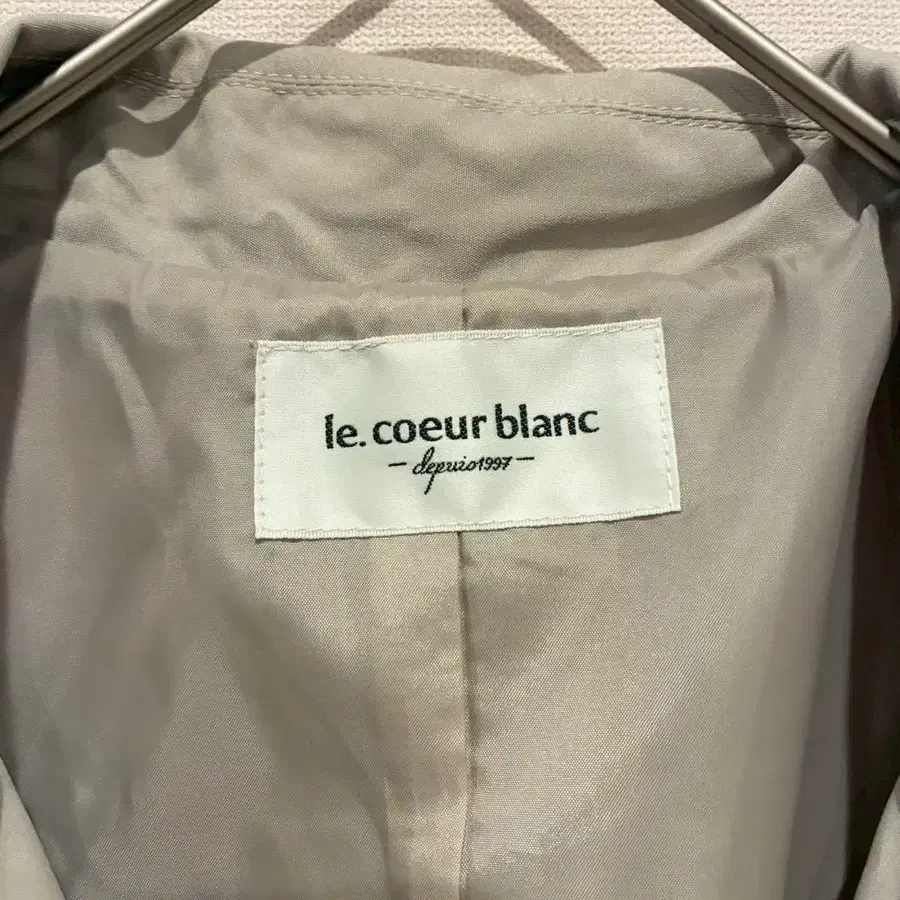 le. coeur blanc
- depuis1997 -